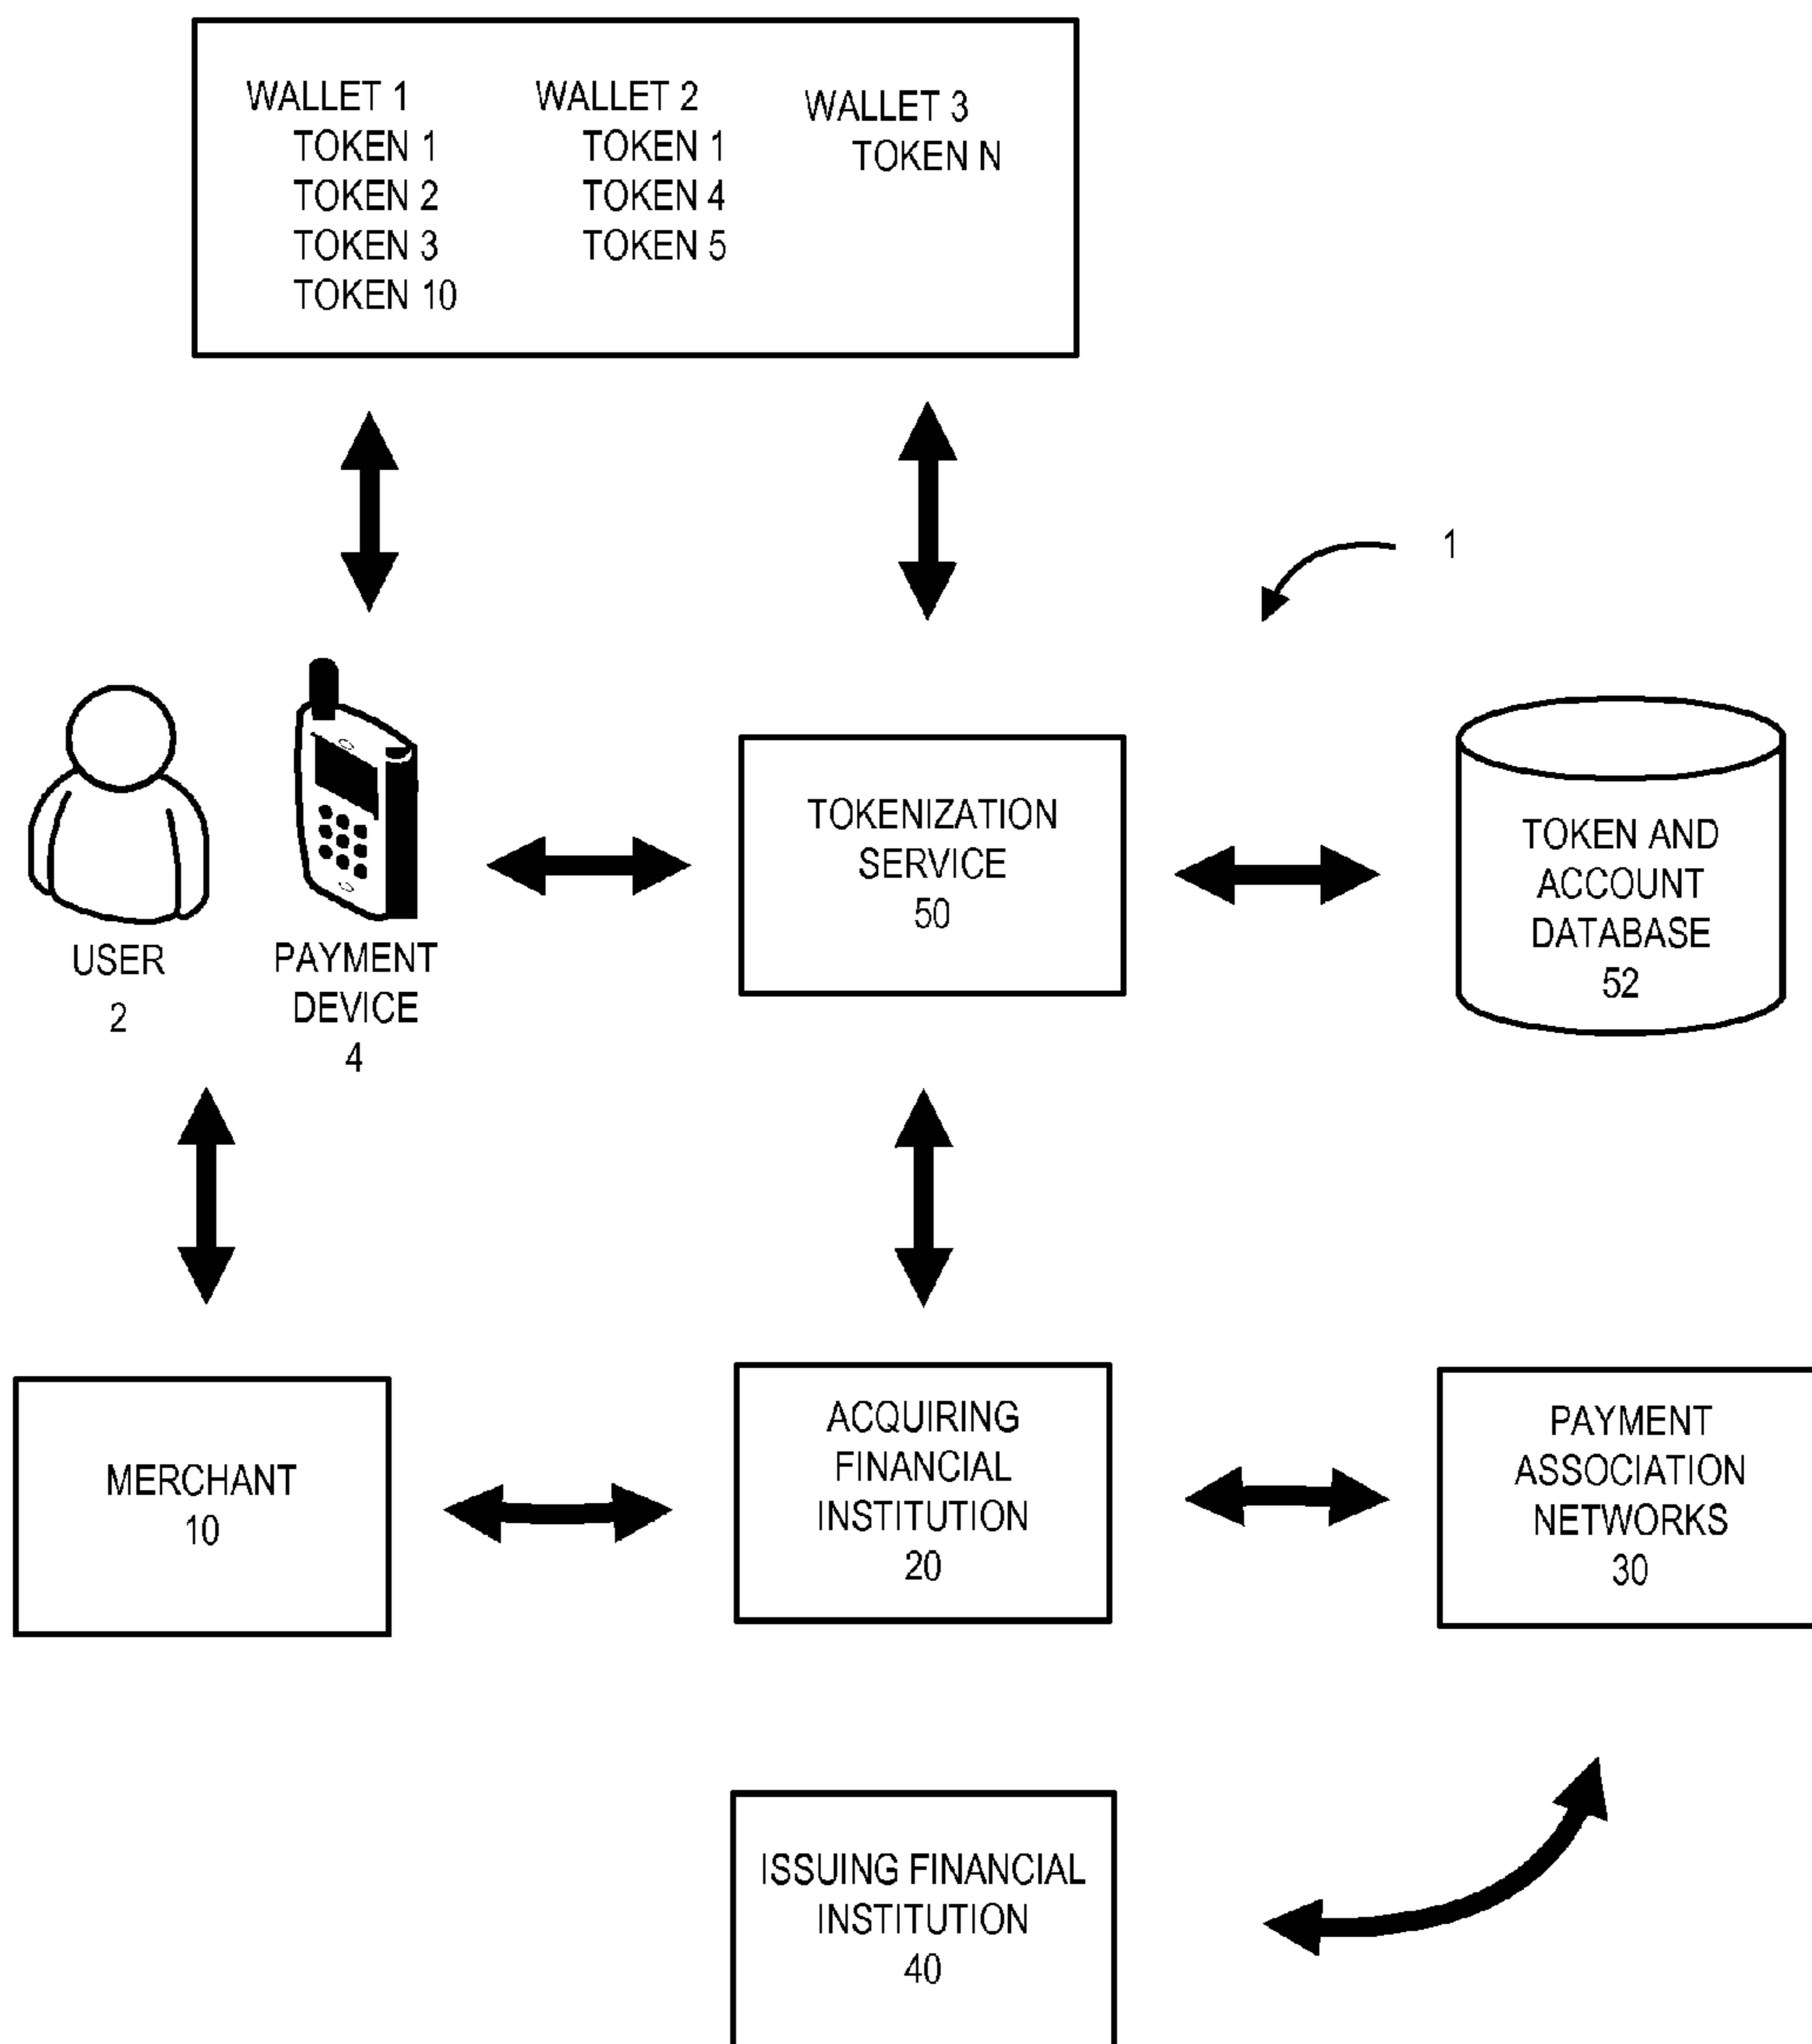 WALLET 1
TOKEN 1
TOKEN 2
TOKEN 3
TOKEN 10
WALLET 2
TOKEN 1
TOKEN 4
TOKEN 5
WALLET 3
TOKEN N
1
USER
2
PAYMENT
DEVICE
4
TOKENIZATION
SERVICE
50
TOKEN AND
ACCOUNT
DATABASE
52
MERCHANT
10
ACQUIRING
FINANCIAL
INSTITUTION
20
PAYMENT
ASSOCIATION
NETWORKS
30
ISSUING FINANCIAL
INSTITUTION
40